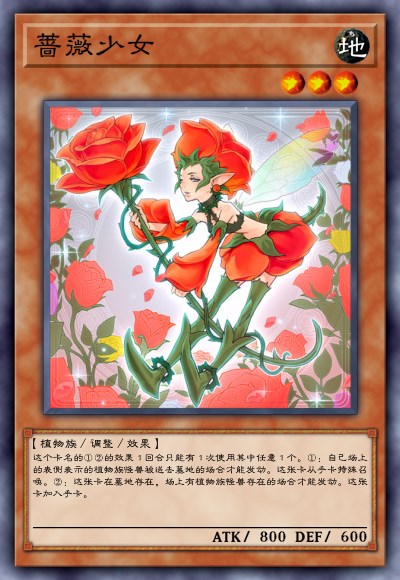 蔷薇少女
地
【植物族／调整／效果】
这个卡名的①②的效果1回合只能有1次使用其中任意1个。①：自己场
上的表侧表示的植物族怪兽被送去墓地的场合才能发动。这张卡从手卡特殊召
唤。②：这张卡在墓地存在，场上有植物族怪兽存在的场合才能发动。这张
卡加入手卡。
ATK/ 800 DEF/ 600